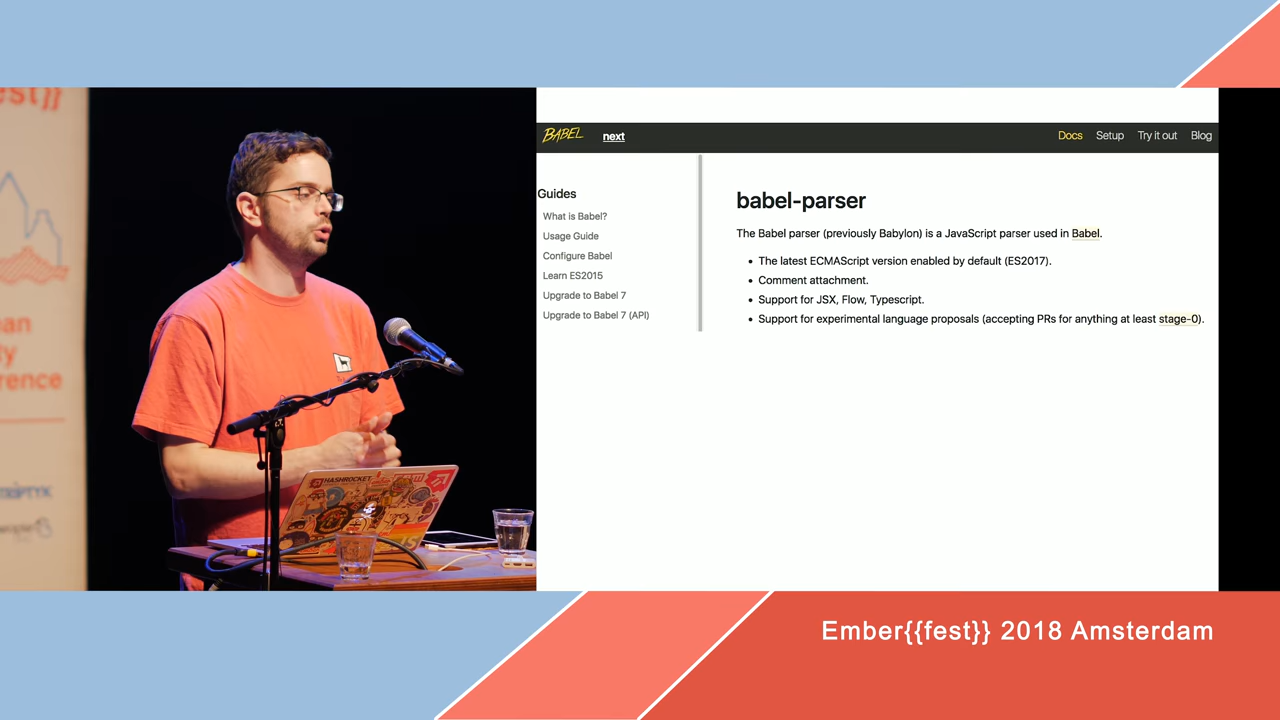 BABEL
next
Docs
Setup
Try it out
Blog
Guides
What is Babel?
Usage Guide
Configure Babel
Learn ES2015
Upgrade to Babel 7
Upgrade to Babel 7 (API)
babel-parser
The Babel parser (previously Babylon) is a JavaScript parser used in Babel.
The latest ECMAScript version enabled by default (ES2017).
Comment attachment.
Support for JSX, Flow, Typescript.
Support for experimental language proposals (accepting PRs for anything at least stage-0).
HASHROCKET
JS
Ember{{fest}} 2018 Amsterdam